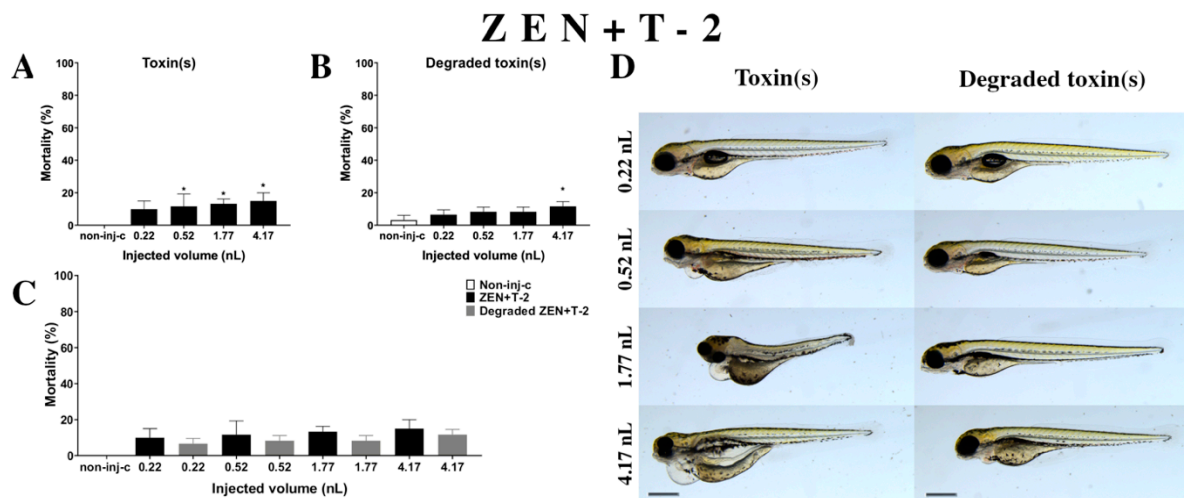 Z E N + T - 2
A
Toxin(s)
Mortality (%)
100
80
60
40
20
0
* * *
non-inj-c 0.22 0.52 1.77 4.17
Injected volume (nL)
B
Degraded toxin(s)
Mortality (%)
100
80
60
40
20
0
*
non-inj-c 0.22 0.52 1.77 4.17
Injected volume (nL)
C
Mortality (%)
100
80
60
40
20
0
Non-inj-c
ZEN+T-2
Degraded ZEN+T-2
non-inj-c 0.22 0.22 0.52 0.52 1.77 1.77 4.17 4.17
Injected volume (nL)
D
Toxin(s) Degraded toxin(s)
0.22 nL
0.52 nL
1.77 nL
4.17 nL